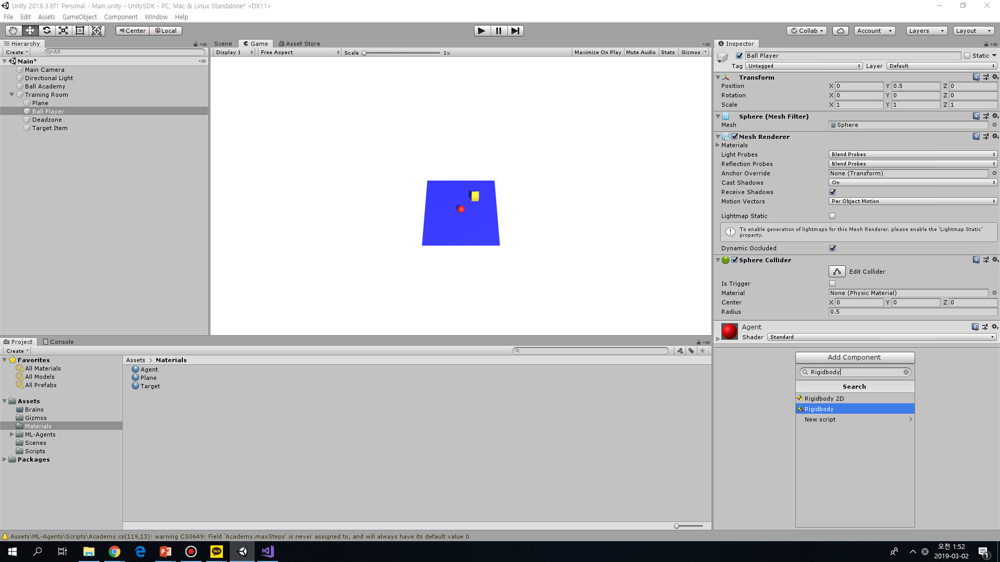 Unity 2018.3.6f1 Personal - Main.unity - UnitySDK - PC, Mac & Linux Standalone* <DX11>
File Edit Assets GameObject Component Window Help
Center Local
Collab Account Layers Layout
Hierarchy
Create All
Main*
Main Camera
Directional Light
Ball Academy
Training Room
Plane
Ball Player
Deadzone
Target Item
Scene Game Asset Store
Display 1 Free Aspect Scale 1x Maximize On Play Mute Audio Stats Gizmos
Inspector
Ball Player Static
Tag Untagged Layer Default
Transform
Position X 0 Y 0.5 Z 0
Rotation X 0 Y 0 Z 0
Scale X 1 Y 1 Z 1
Sphere (Mesh Filter)
Mesh Sphere
Mesh Renderer
Materials
Light Probes Blend Probes
Reflection Probes Blend Probes
Anchor Override None (Transform)
Cast Shadows On
Receive Shadows
Motion Vectors Per Object Motion
Lightmap Static
To enable generation of lightmaps for this Mesh Renderer, please enable the 'Lightmap Static'
property.
Dynamic Occluded
Sphere Collider
Edit Collider
Is Trigger
Material None (Physic Material)
Center X 0 Y 0 Z 0
Radius 0.5
Agent
Shader Standard
Add Component
Rigidbody
Search
Rigidbody 2D
Rigidbody
New script
Project Console
Create
Favorites
All Materials
All Models
All Prefabs
Assets
Brains
Gizmos
Materials
ML-Agents
Scenes
Scripts
Packages
Assets Materials
Agent
Plane
Target
Assets\ML-Agents\Scripts\Academy.cs(119,13): warning CS0649: Field 'Academy.maxSteps' is never assigned to, and will always have its default value 0
TALK
오전 1:52
2019-03-02
1